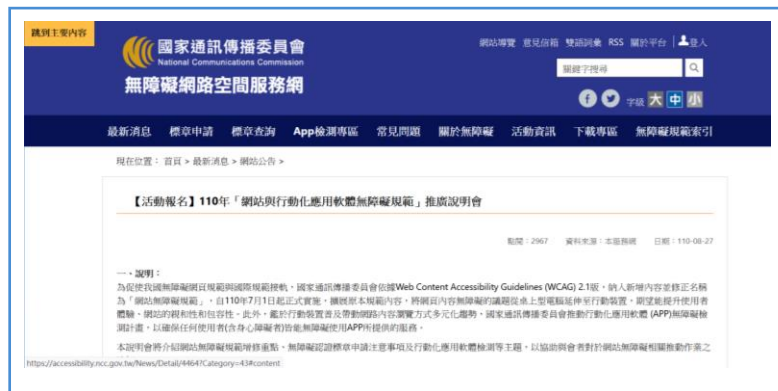 跳到主要內容
國家通訊傳播委員會
National Communications Commission
無障礙網路空間服務網
網站導覽 意見信箱 雙語詞彙 RSS 關於平台 登入
關鍵字搜尋
字級 大 中 小
最新消息 標章申請 標章查詢 App檢測專區 常見問題 關於無障礙 活動資訊 下載專區 無障礙規範索引
現在位置： 首頁 > 最新消息 > 網站公告 >
【活動報名】110年「網站與行動化應用軟體無障礙規範」推廣說明會
點閱：2967 資料來源：本服務網 日期：110-08-27
一、說明：
為促使我國無障礙網頁規範與國際規範接軌，國家通訊傳播委員會依據Web Content Accessibility Guidelines (WCAG) 2.1版，納入新增內容並修正名稱
為「網站無障礙規範」，自110年7月1日起正式實施，擴展原本規範內容，將網頁內容無障礙的議題從桌上型電腦延伸至行動裝置，期望能提升使用者
體驗、網站的親和性和包容性。此外，鑑於行動裝置普及帶動網路內容瀏覽方式多元化趨勢，國家通訊傳播委員會推動行動化應用軟體 (APP)無障礙檢
測計畫，以確保任何使用者(含身心障礙者)皆能無障礙使用APP所提供的服務。
本說明會將介紹網站無障礙規範增修重點、無障礙認證標章申請注意事項及行動化應用軟體檢測等主題，以協助與會者對於網站無障礙相關推動作業之
https://accessibility.ncc.gov.tw/News/Detail/4464?Category=43#content